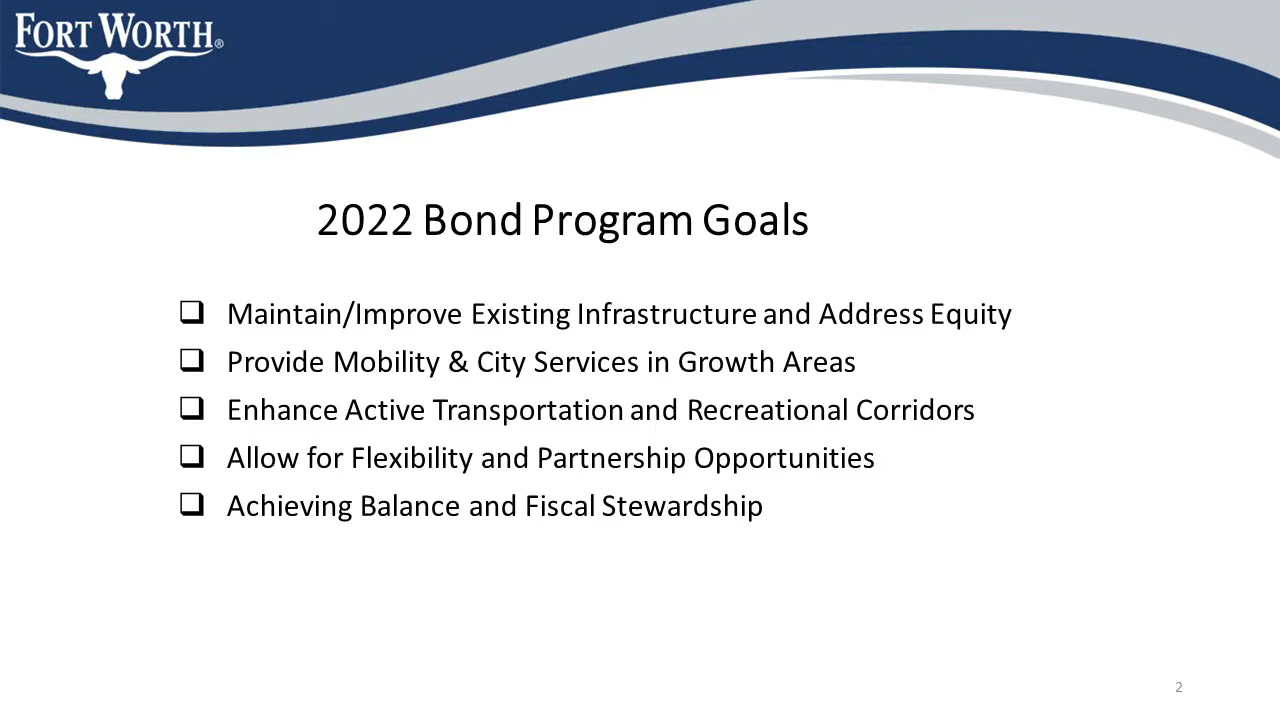 FORT WORTH®
2022 Bond Program Goals
❑ Maintain/Improve Existing Infrastructure and Address Equity
❑ Provide Mobility & City Services in Growth Areas
❑ Enhance Active Transportation and Recreational Corridors
❑ Allow for Flexibility and Partnership Opportunities
❑ Achieving Balance and Fiscal Stewardship
2